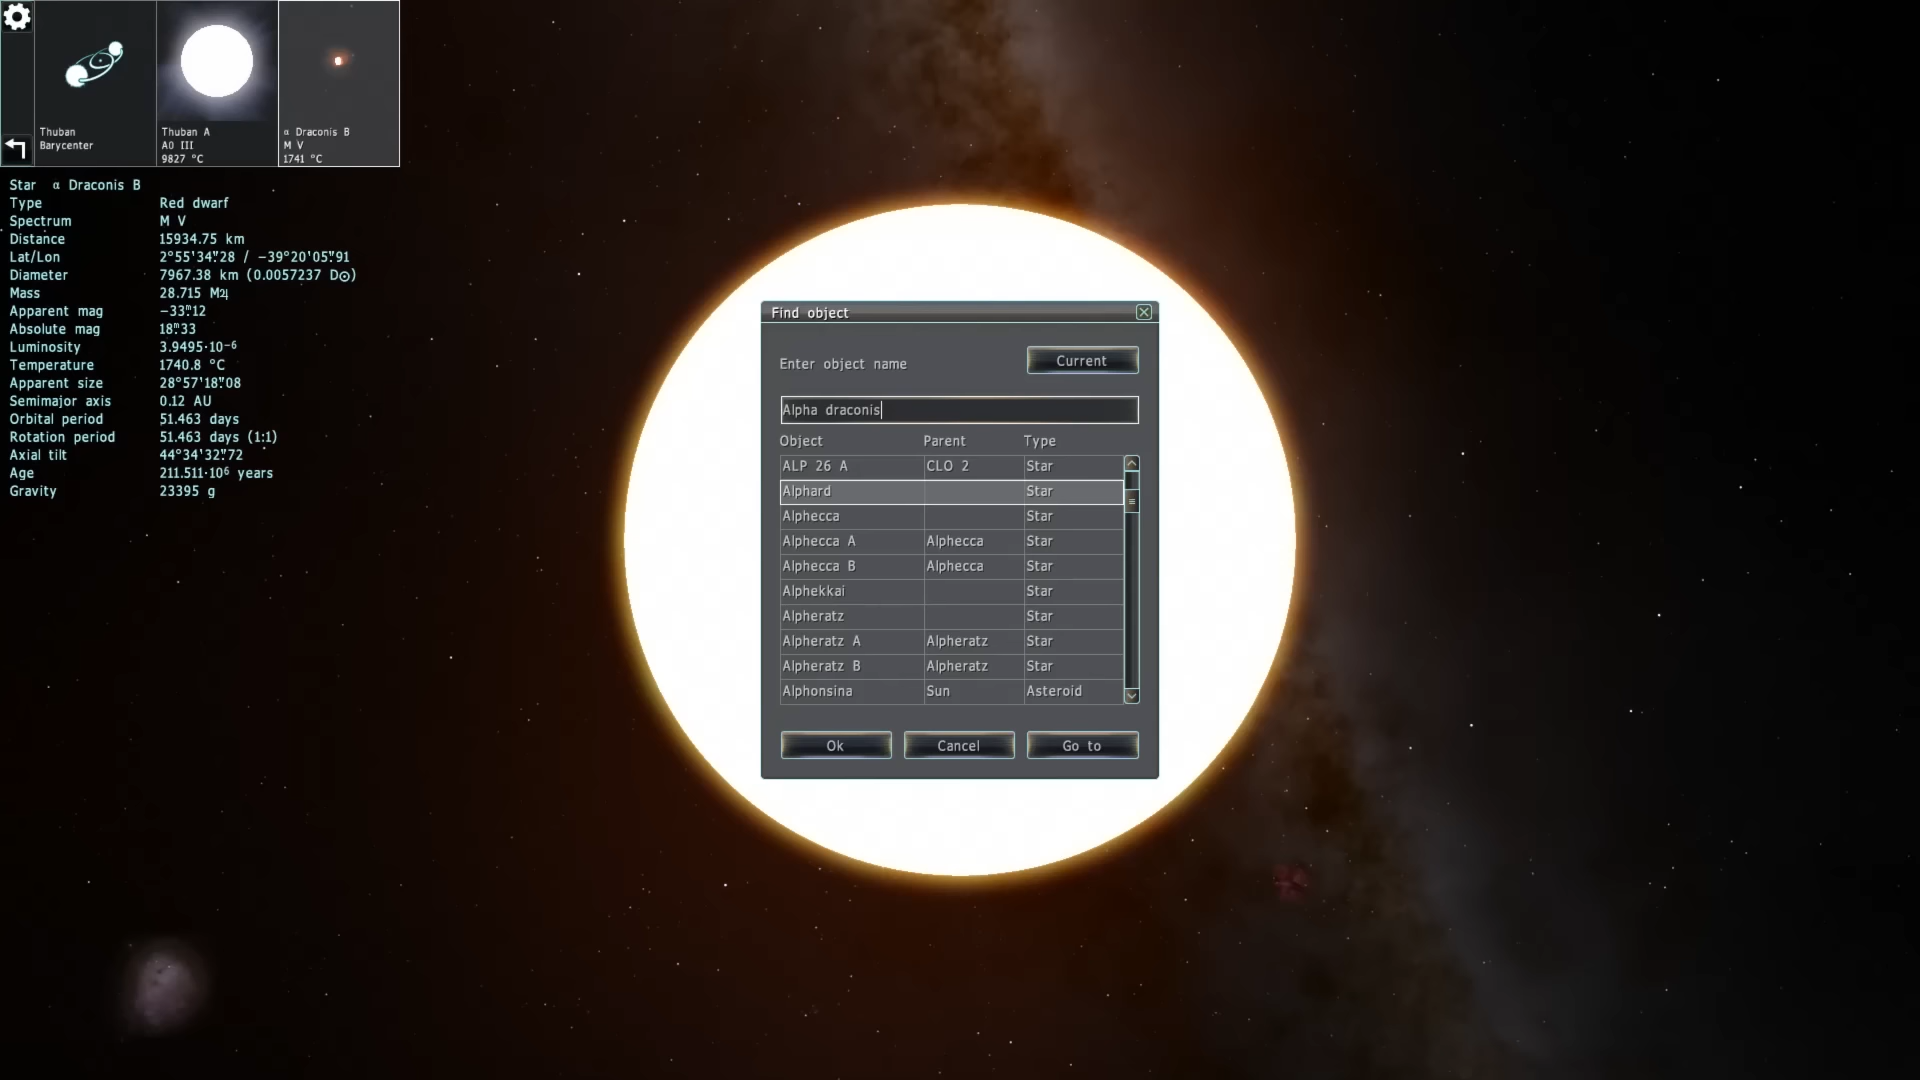 Thuban
Barycenter
Thuban A
A0 III
9827 °C
α Draconis B
M V
1741 °C
Star α Draconis B
Type Red dwarf
Spectrum M V
Distance 15934.75 km
Lat/Lon 2°55'34".28 / -39°20'05".91
Diameter 7967.38 km (0.0057237 D☉)
Mass 28.715 M♃
Apparent mag -33ᵐ.12
Absolute mag 18ᵐ.33
Luminosity 3.9495·10⁻⁶
Temperature 1740.8 °C
Apparent size 28°57'18".08
Semimajor axis 0.12 AU
Orbital period 51.463 days
Rotation period 51.463 days (1:1)
Axial tilt 44°34'32".72
Age 211.511·10⁶ years
Gravity 23395 g
Find object
Enter object name Current
Alpha draconis
Object Parent Type
ALP 26 A CLO 2 Star
Alphard Star
Alphecca Star
Alphecca A Alphecca Star
Alphecca B Alphecca Star
Alphekkai Star
Alpheratz Star
Alpheratz A Alpheratz Star
Alpheratz B Alpheratz Star
Alphonsina Sun Asteroid
Ok Cancel Go to